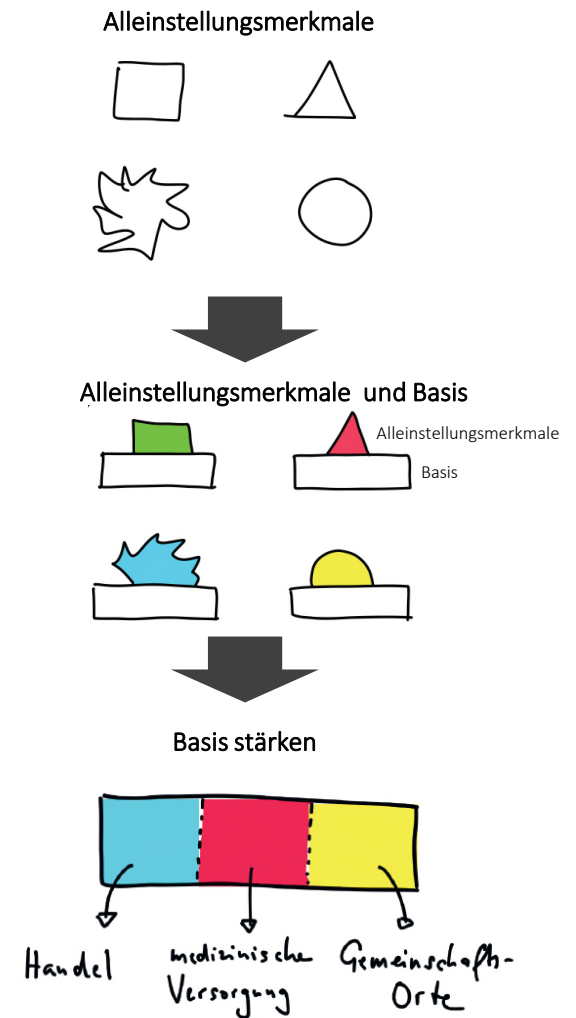 Alleinstellungsmerkmale
Alleinstellungsmerkmale und Basis
Alleinstellungsmerkmale
Basis
Basis stärken
Handel
medizinische
Versorgung
Gemeinschafts-
Orte